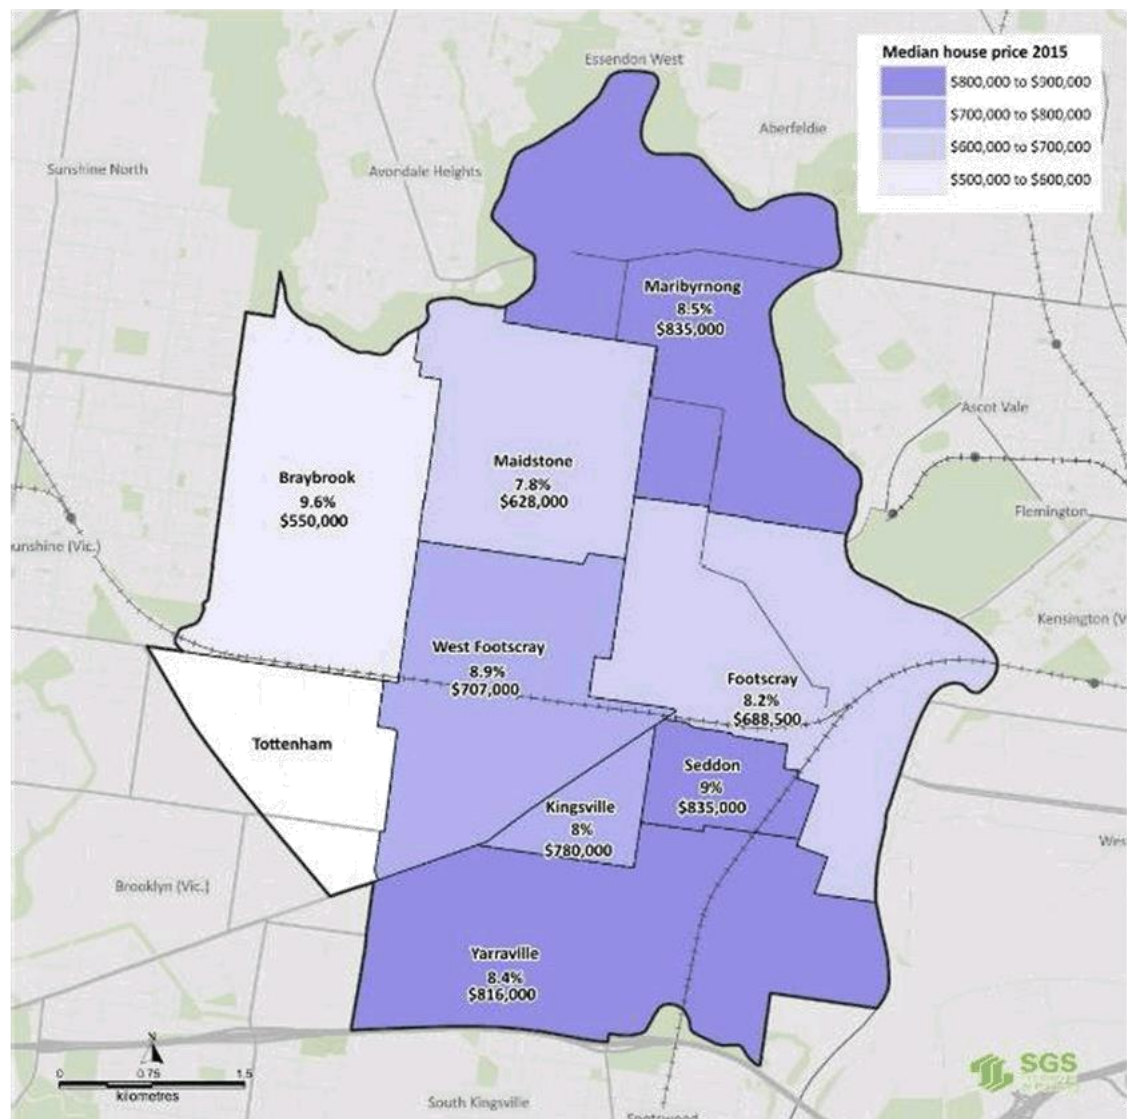 Essendon West
Median house price 2015
$800,000 to $900,000
$700,000 to $800,000
$600,000 to $700,000
$500,000 to $600,000
Aberfeldie
Sunshine North
Avondale Heights
Maribyrnong
8.5%
$835,000
Ascot Vale
Maidstone
7.8%
$628,000
Braybrook
9.6%
$550,000
Flemington
unshine (Vic.)
Kensington (V
West Footscray
8.9%
$707,000
Footscray
8.2%
$688,500
Tottenham
Seddon
9%
$835,000
Kingsville
8%
$780,000
Wes
Brooklyn (Vic.)
Yarraville
8.4%
$816,000
N
0 0.75 1.5
kilometres
SGS
South Kingsville